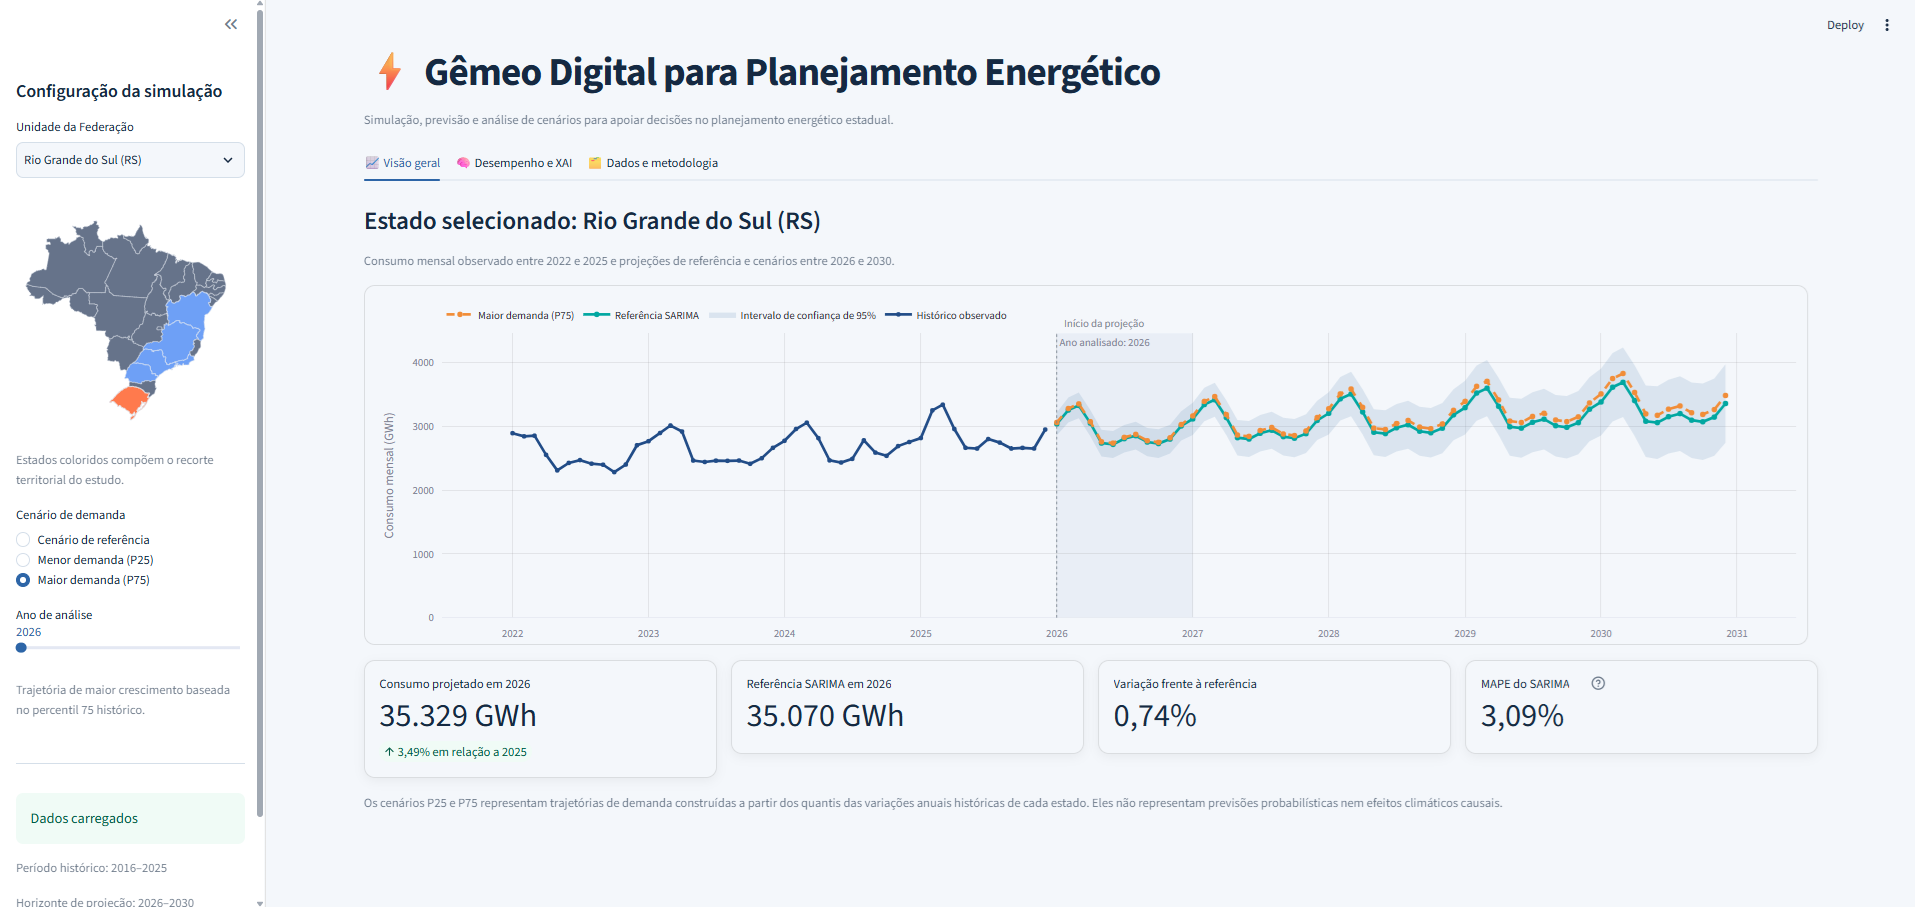 Deploy
Configuração da simulação
Unidade da Federação
Rio Grande do Sul (RS)
Estados coloridos compõem o recorte
territorial do estudo.
Cenário de demanda
Cenário de referência
Menor demanda (P25)
Maior demanda (P75)
Ano de análise
2026
Trajetória de maior crescimento baseada
no percentil 75 histórico.
Dados carregados
Período histórico: 2016–2025
Horizonte de projeção: 2026–2030
Gêmeo Digital para Planejamento Energético
Simulação, previsão e análise de cenários para apoiar decisões no planejamento energético estadual.
Visão geral Desempenho e XAI Dados e metodologia
Estado selecionado: Rio Grande do Sul (RS)
Consumo mensal observado entre 2022 e 2025 e projeções de referência e cenários entre 2026 e 2030.
Maior demanda (P75) Referência SARIMA Intervalo de confiança de 95% Histórico observado
Início da projeção
Ano analisado: 2026
Consumo mensal (GWh)
4000
3000
2000
1000
0
2022 2023 2024 2025 2026 2027 2028 2029 2030 2031
Consumo projetado em 2026
35.329 GWh
↑ 3,49% em relação a 2025
Referência SARIMA em 2026
35.070 GWh
Variação frente à referência
0,74%
MAPE do SARIMA ?
3,09%
Os cenários P25 e P75 representam trajetórias de demanda construídas a partir dos quantis das variações anuais históricas de cada estado. Eles não representam previsões probabilísticas nem efeitos climáticos causais.